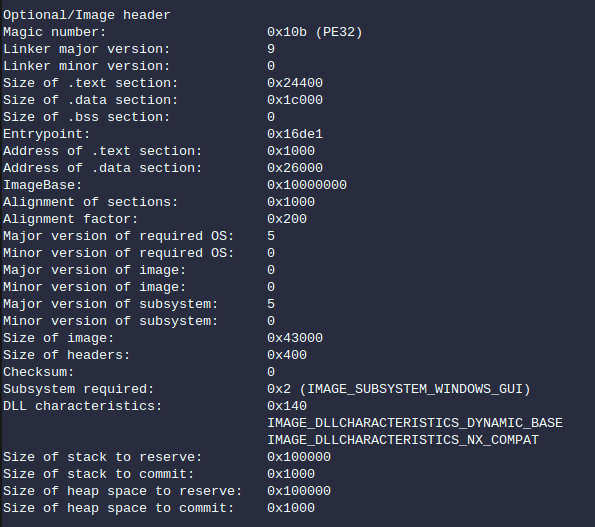 Optional/Image header
Magic number: 0x10b (PE32)
Linker major version: 9
Linker minor version: 0
Size of .text section: 0x24400
Size of .data section: 0x1c000
Size of .bss section: 0
Entrypoint: 0x16de1
Address of .text section: 0x1000
Address of .data section: 0x26000
ImageBase: 0x10000000
Alignment of sections: 0x1000
Alignment factor: 0x200
Major version of required OS: 5
Minor version of required OS: 0
Major version of image: 0
Minor version of image: 0
Major version of subsystem: 5
Minor version of subsystem: 0
Size of image: 0x43000
Size of headers: 0x400
Checksum: 0
Subsystem required: 0x2 (IMAGE_SUBSYSTEM_WINDOWS_GUI)
DLL characteristics: 0x140
IMAGE_DLLCHARACTERISTICS_DYNAMIC_BASE
IMAGE_DLLCHARACTERISTICS_NX_COMPAT
Size of stack to reserve: 0x100000
Size of stack to commit: 0x1000
Size of heap space to reserve: 0x100000
Size of heap space to commit: 0x1000